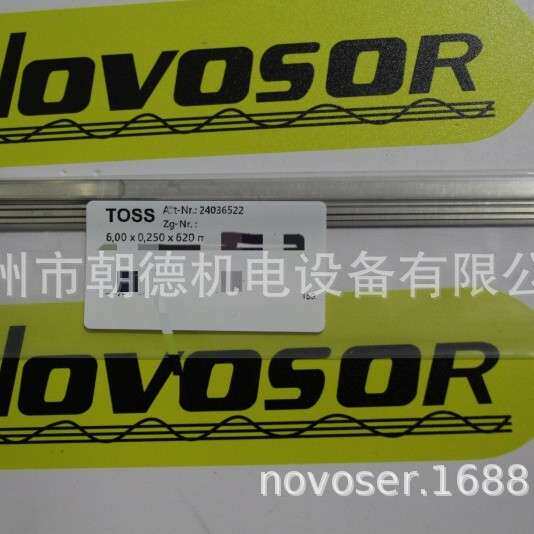 Novosor
TOSS
Art-Nr.: 24036522
Zg-Nr. :
6,00 x 0,250 x 620 m
州市朝德机电设备有限公
Novosor
novoser.1688